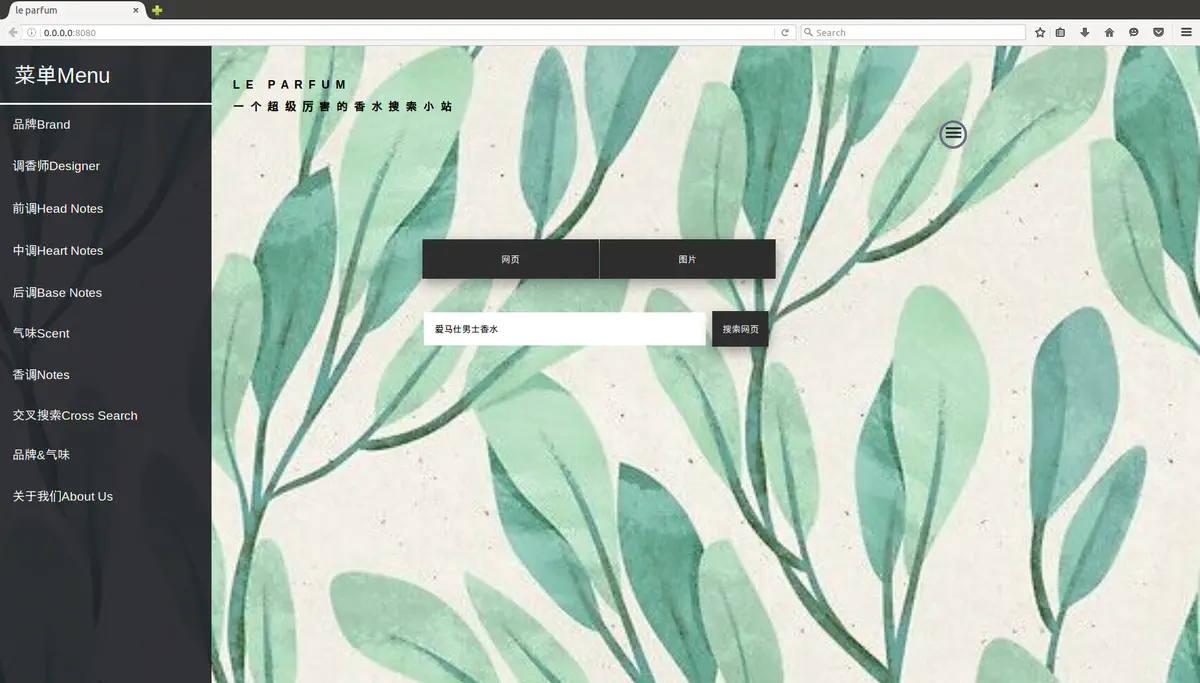 le parfum
0.0.0.0:8080
Search
菜单Menu
品牌Brand
调香师Designer
前调Head Notes
中调Heart Notes
后调Base Notes
气味Scent
香调Notes
交叉搜索Cross Search
品牌&气味
关于我们About Us
LE PARFUM
一个超级厉害的香水搜索小站
网页
图片
爱马仕男士香水
搜索网页